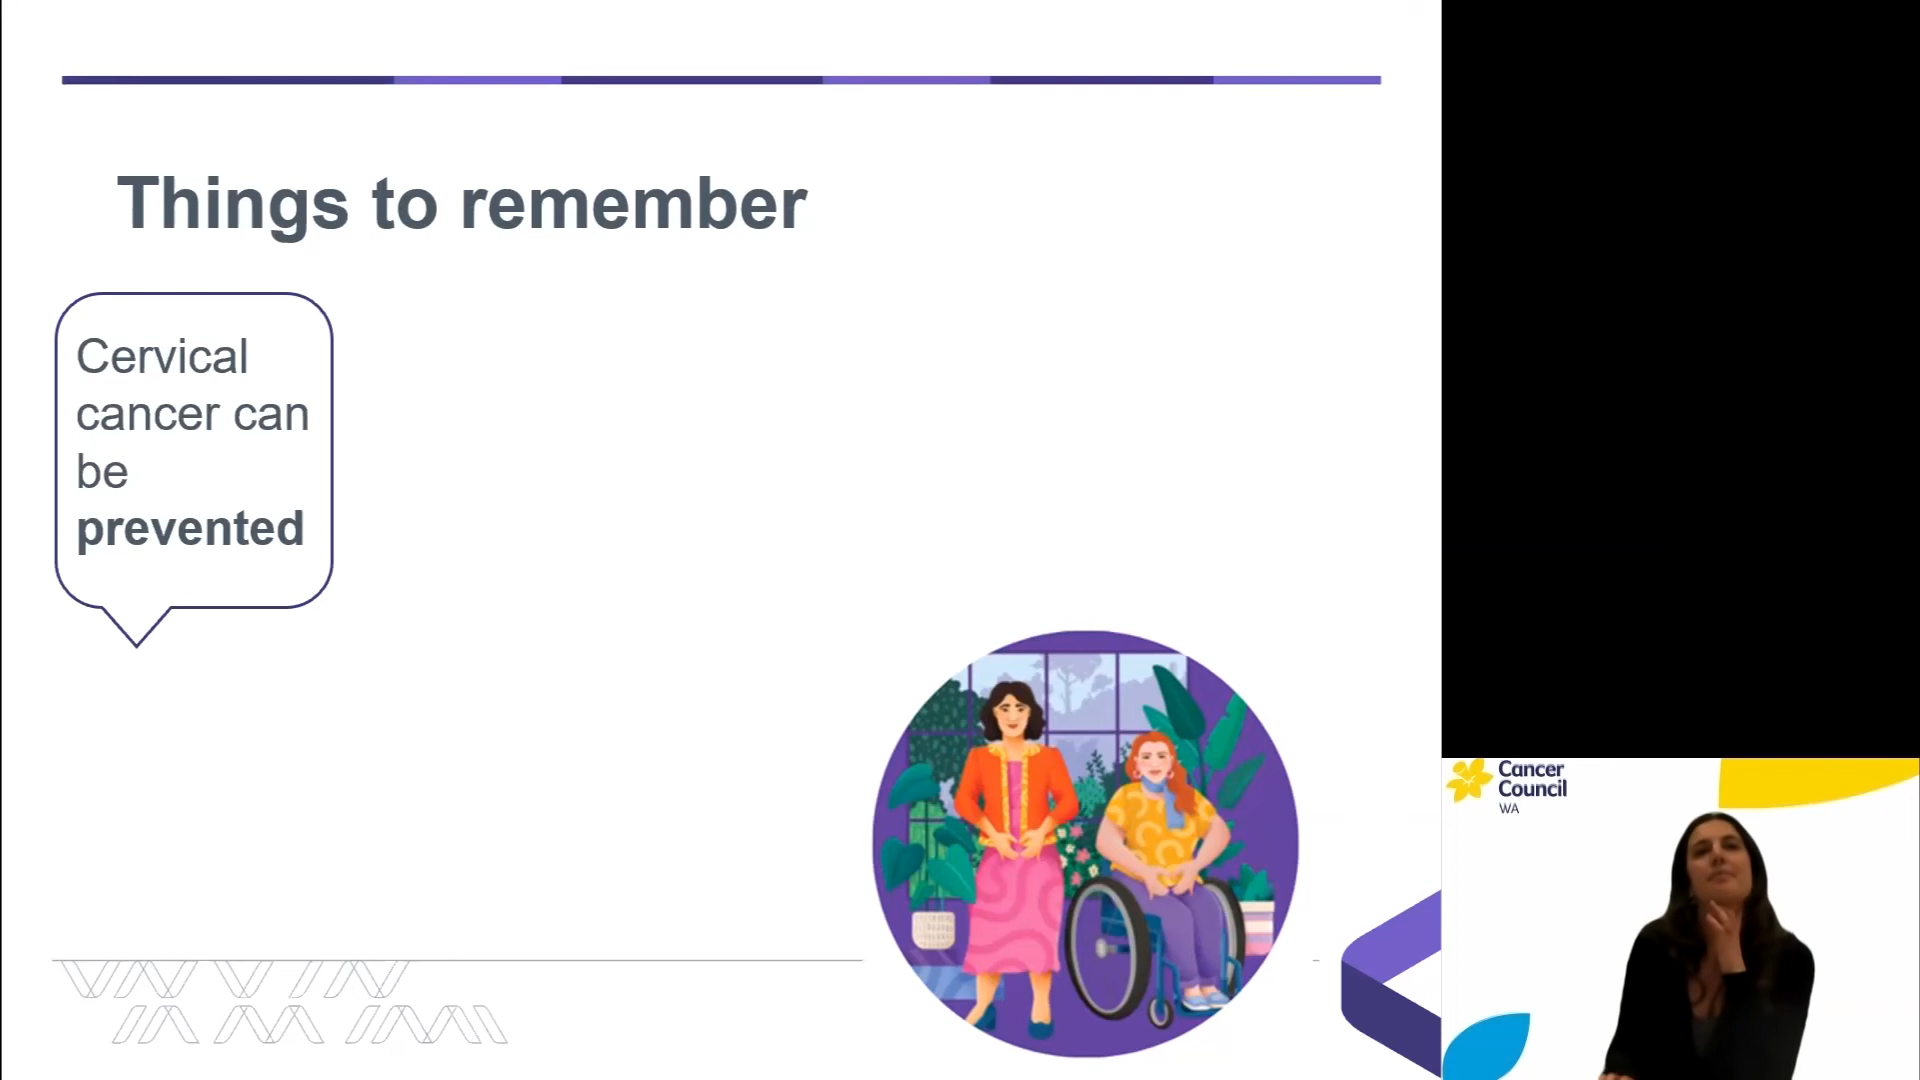 Things to remember
Cervical
cancer can
be
prevented
Cancer
Council
WA